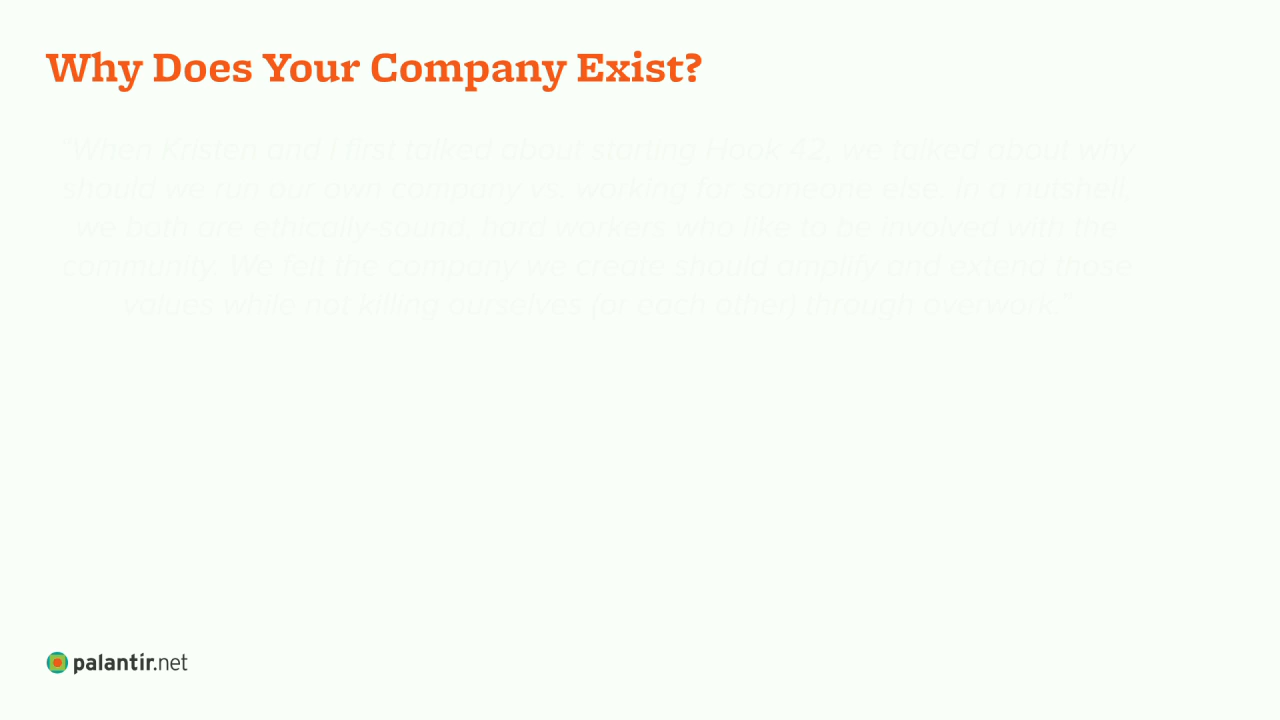 Why Does Your Company Exist?
"When Kristen and I first talked about starting Hook 42, we talked about why
should we run our own company vs. working for someone else. In a nutshell,
we both are ethically-sound, hard workers who like to be involved with the
community. We felt the company we create should amplify and extend those
values while not killing ourselves (or each other) through overwork."
palantir.net